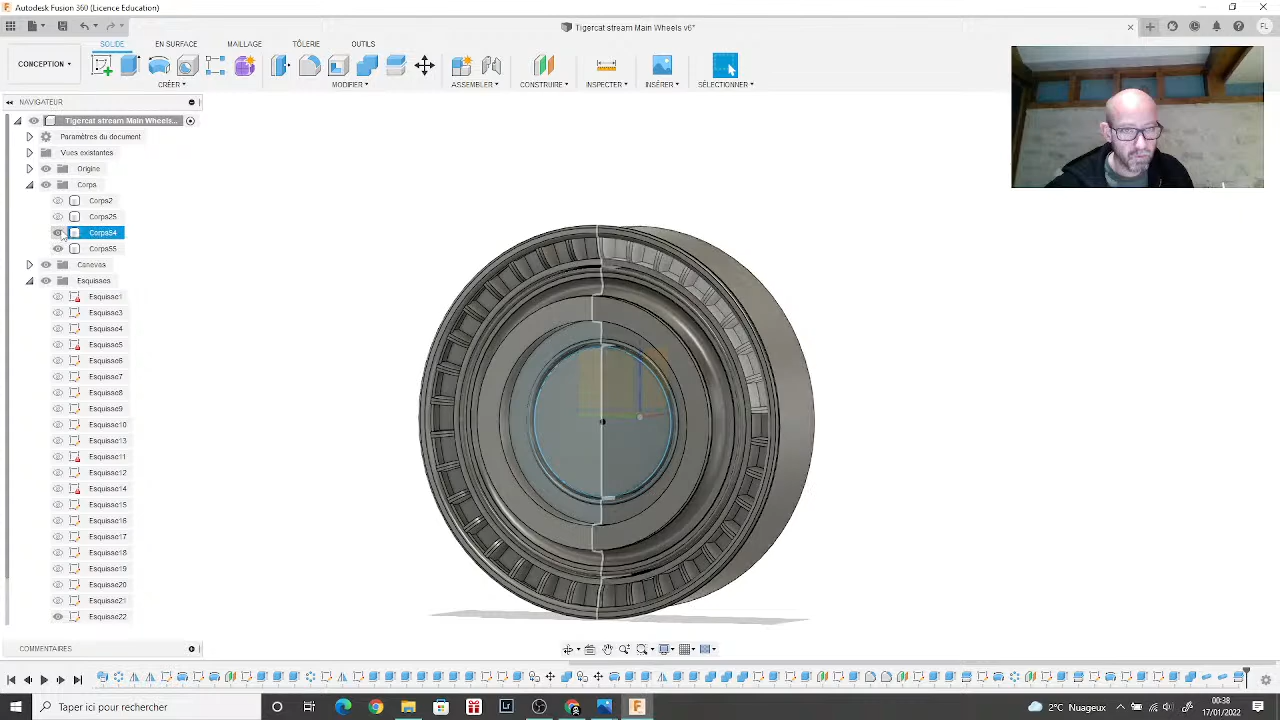 Autodesk Fusion 360 (Licence Education)
Tigercat stream Main Wheels v6*
SOLIDE EN SURFACE MAILLAGE TÔLERIE OUTILS
CONCEPTION
CRÉER MODIFIER ASSEMBLER CONSTRUIRE INSPECTER INSÉRER SÉLECTIONNER
NAVIGATEUR
Tigercat stream Main Wheels...
Paramètres du document
Vues existantes
Origine
Corps
Corps2
Corps25
Corps54
Corps55
Canevas
Esquisses
Esquisse1
Esquisse3
Esquisse4
Esquisse5
Esquisse6
Esquisse7
Esquisse8
Esquisse9
Esquisse10
Esquisse13
Esquisse11
Esquisse12
Esquisse14
Esquisse15
Esquisse16
Esquisse17
Esquisse18
Esquisse19
Esquisse20
Esquisse21
Esquisse22
COMMENTAIRES
Taper ici pour rechercher
2°C Nuageux
00:38
17/01/2022